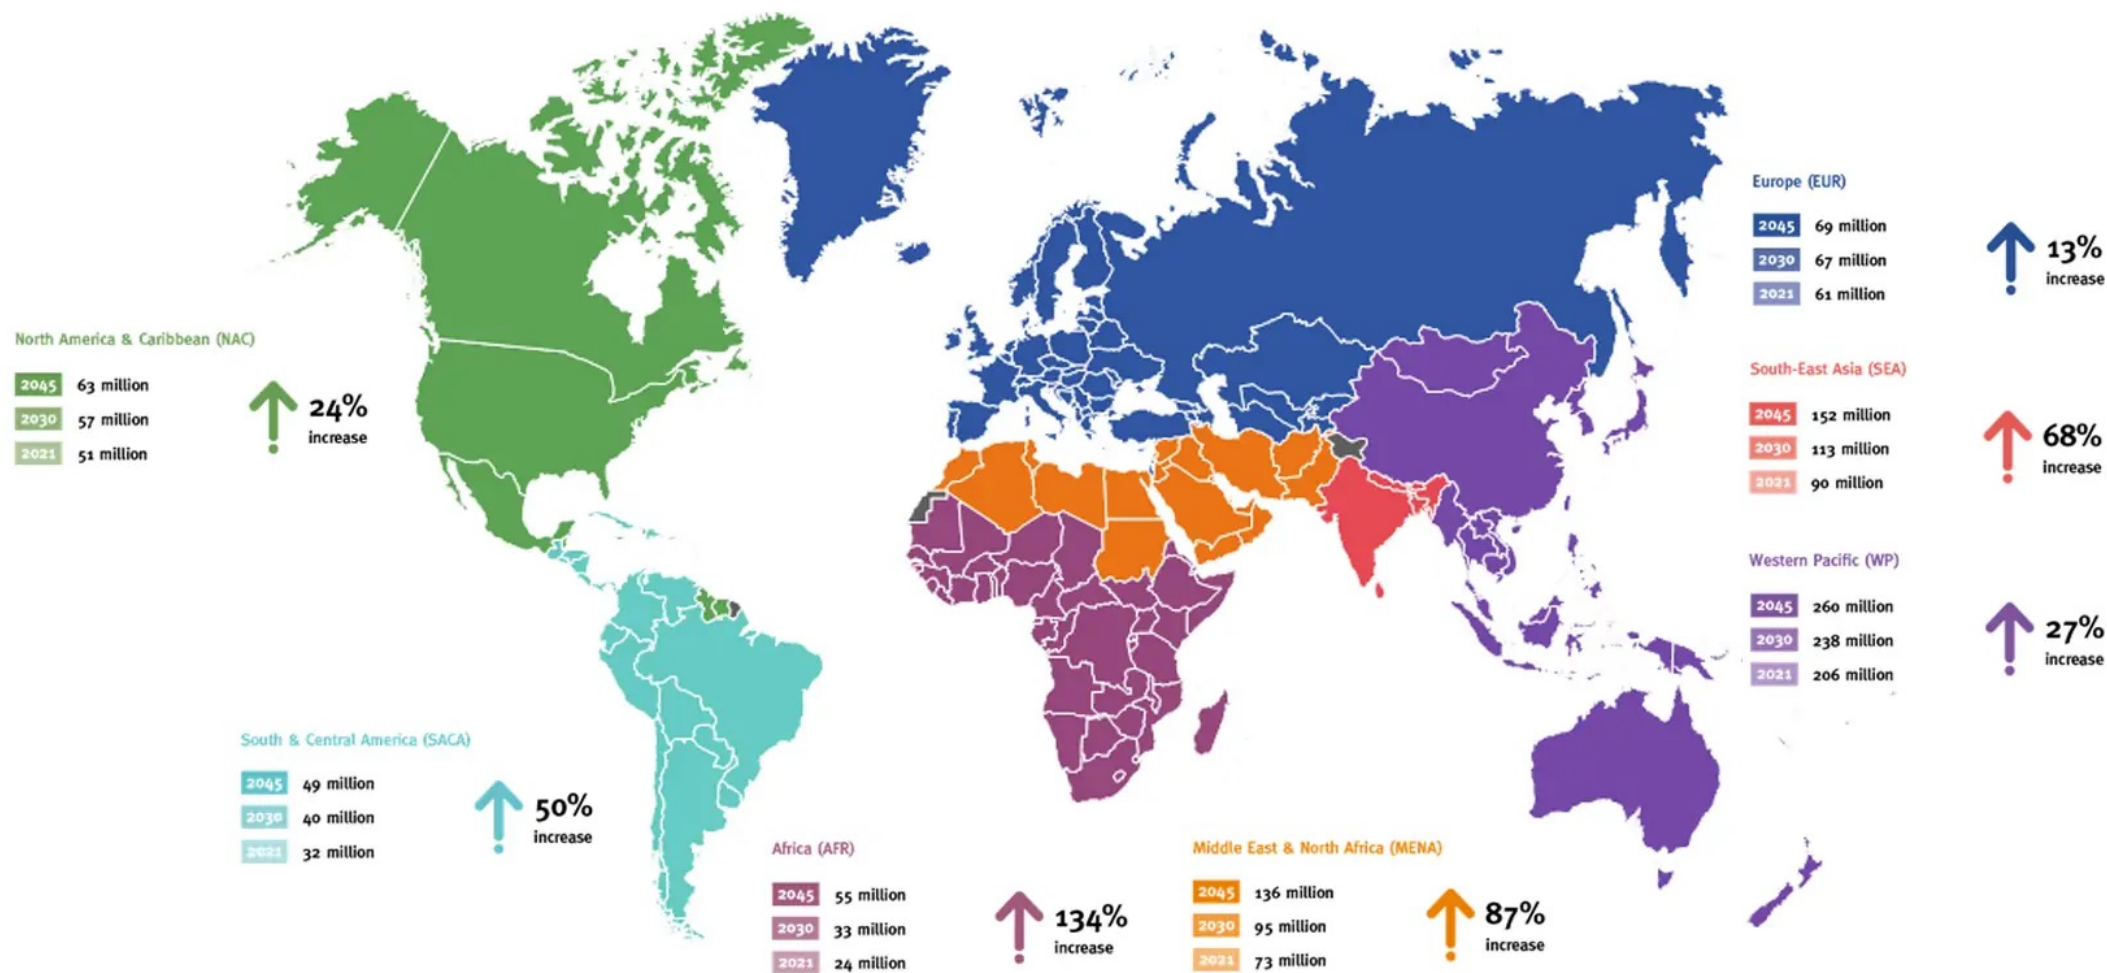 North America & Caribbean (NAC)
2045 63 million
2030 57 million
2021 51 million
24%
increase
South & Central America (SACA)
2045 49 million
2030 40 million
2021 32 million
50%
increase
Africa (AFR)
2045 55 million
2030 33 million
2021 24 million
134%
increase
Middle East & North Africa (MENA)
2045 136 million
2030 95 million
2021 73 million
87%
increase
Europe (EUR)
2045 69 million
2030 67 million
2021 61 million
13%
increase
South-East Asia (SEA)
2045 152 million
2030 113 million
2021 90 million
68%
increase
Western Pacific (WP)
2045 260 million
2030 238 million
2021 206 million
27%
increase